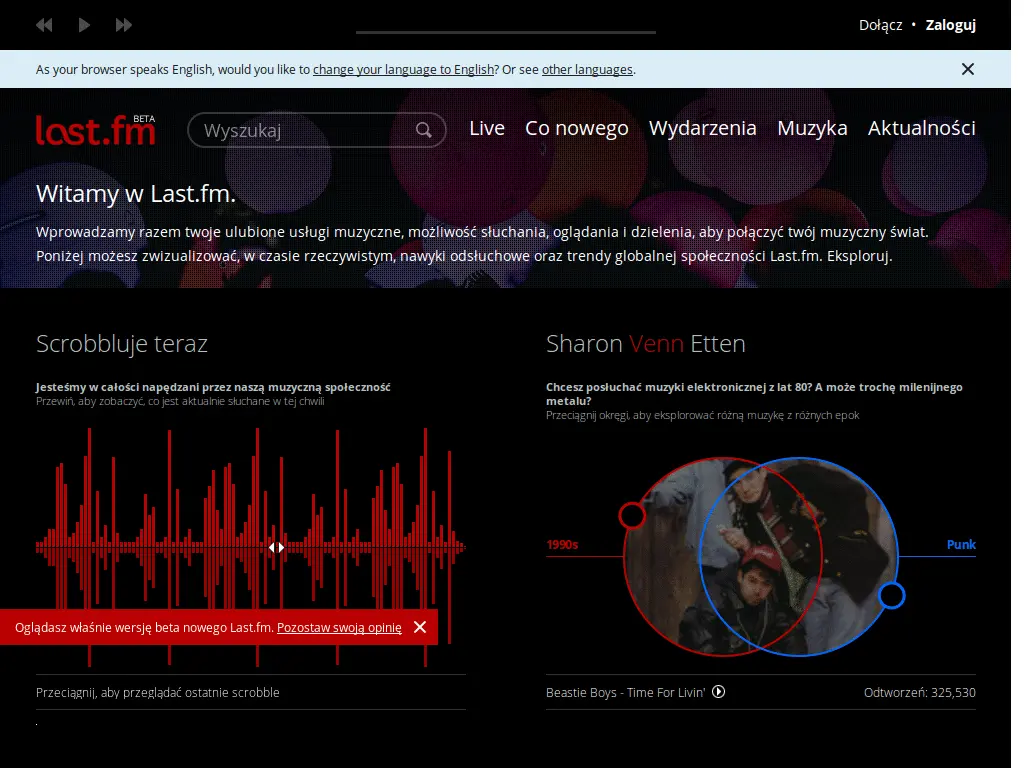 Dołącz • Zaloguj
As your browser speaks English, would you like to change your language to English? Or see other languages.
last.fm BETA
Wyszukaj
Live Co nowego Wydarzenia Muzyka Aktualności
Witamy w Last.fm.
Wprowadzamy razem twoje ulubione usługi muzyczne, możliwość słuchania, oglądania i dzielenia, aby połączyć twój muzyczny świat.
Poniżej możesz zwizualizować, w czasie rzeczywistym, nawyki odsłuchowe oraz trendy globalnej społeczności Last.fm. Eksploruj.
Scrobbluje teraz
Jesteśmy w całości napędzani przez naszą muzyczną społeczność
Przewiń, aby zobaczyć, co jest aktualnie słuchane w tej chwili
Oglądasz właśnie wersję beta nowego Last.fm. Pozostaw swoją opinię
Przeciągnij, aby przeglądać ostatnie scrobble
.
Sharon Venn Etten
Chcesz posłuchać muzyki elektronicznej z lat 80? A może trochę milenijnego
metalu?
Przeciągnij okręgi, aby eksplorować różną muzykę z różnych epok
1990s
Punk
Beastie Boys - Time For Livin'
Odtworzeń: 325,530